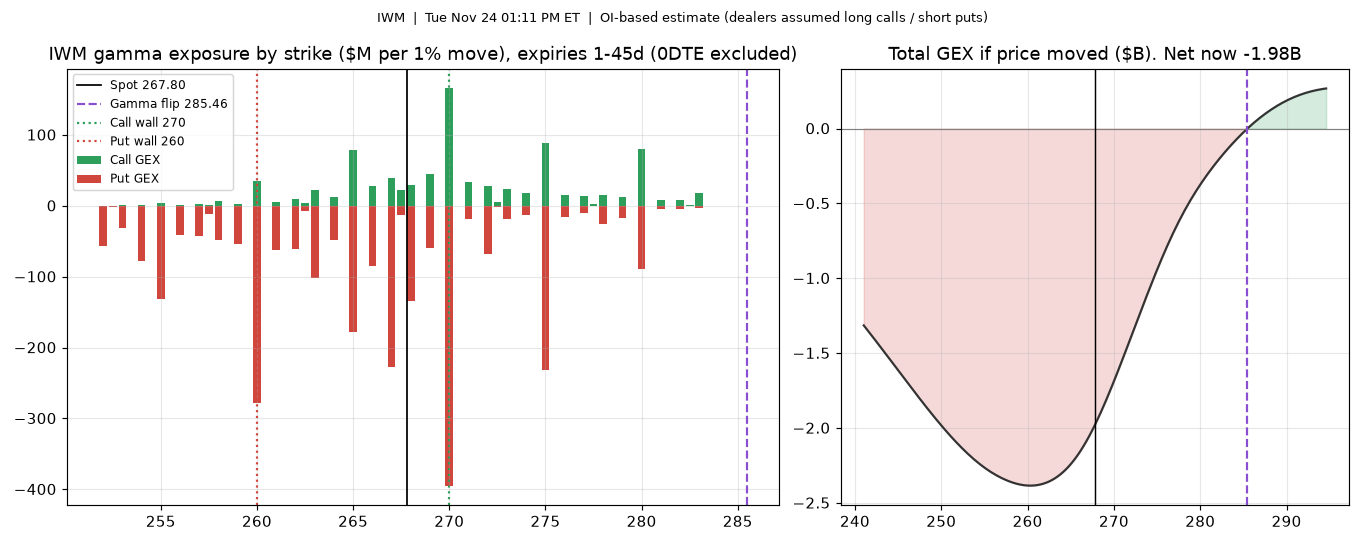 IWM | Tue Nov 24 01:11 PM ET | OI-based estimate (dealers assumed long calls / short puts)
IWM gamma exposure by strike ($M per 1% move), expiries 1-45d (0DTE excluded)
Spot 267.80
Gamma flip 285.46
Call wall 270
Put wall 260
Call GEX
Put GEX
100
0
−100
−200
−300
−400
255
260
265
270
275
280
285
Total GEX if price moved ($B). Net now -1.98B
0.0
−0.5
−1.0
−1.5
−2.0
−2.5
240
250
260
270
280
290